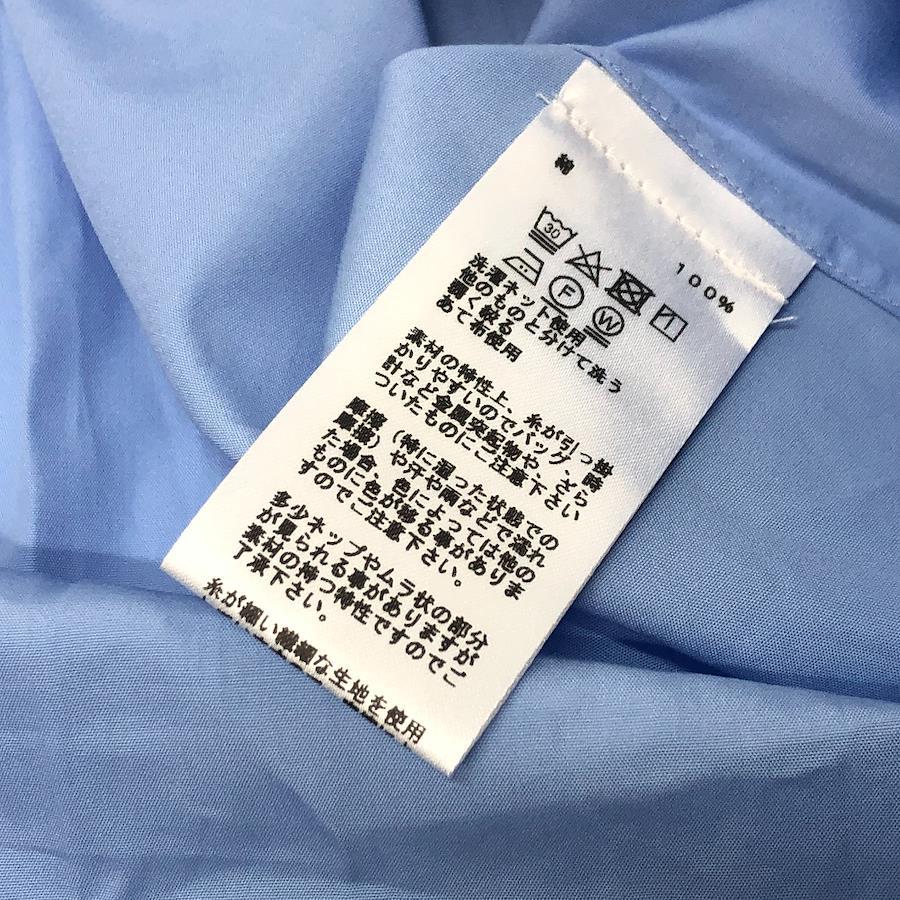 綿 100%
30
F W
洗濯ネット使用
他のものと分けて洗う
弱く絞る
あて布使用
素材の特性上、糸が引っ掛
かりやすいのでバッグ、時
計など金属突起物や、ざら
ついたものにご注意下さい
摩擦（特に湿った状態での
摩擦）や汗や雨などで濡れ
た場合、色によっては他の
ものに色が移る事がありま
すのでご注意下さい。
多少ネップやムラ状の部分
が見られる事がありますが
素材の持つ特性ですのでご
了承下さい。
糸が細い繊細な生地を使用